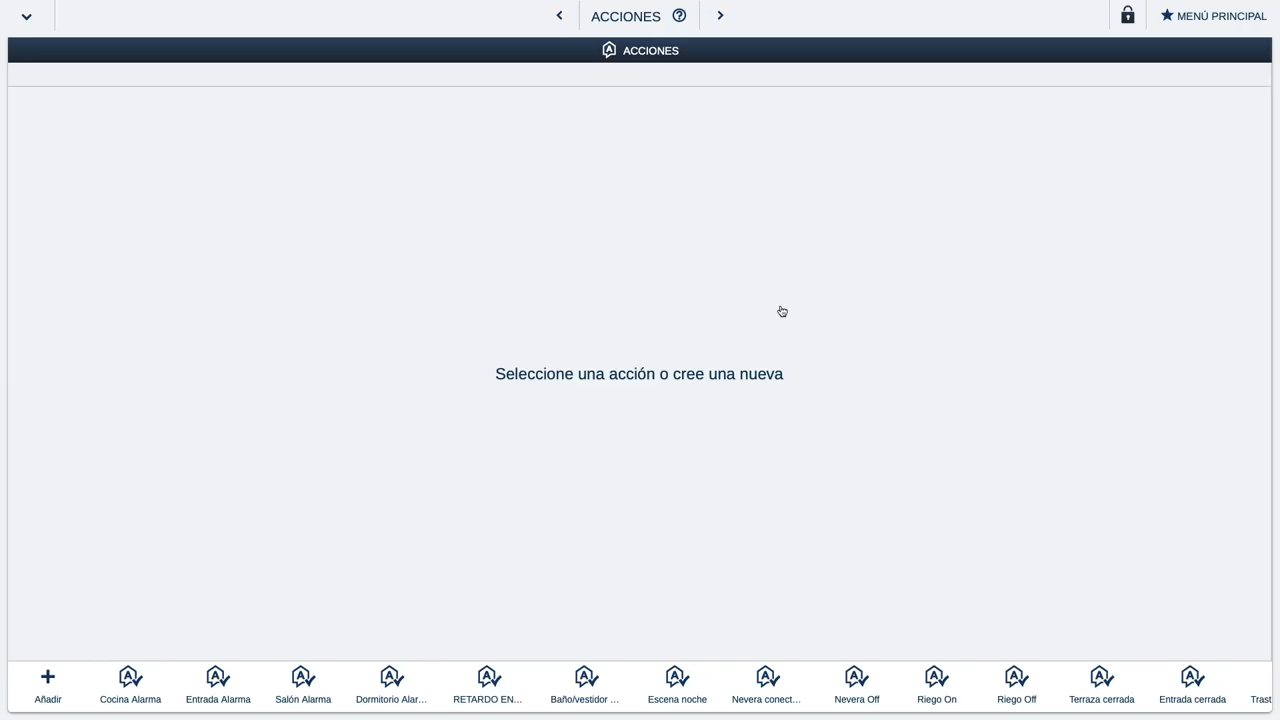 ACCIONES
MENÚ PRINCIPAL
ACCIONES
Seleccione una acción o cree una nueva
Añadir
Cocina Alarma
Entrada Alarma
Salón Alarma
Dormitorio Alar...
RETARDO EN...
Baño/vestidor ...
Escena noche
Nevera conect...
Nevera Off
Riego On
Riego Off
Terraza cerrada
Entrada cerrada
Trast